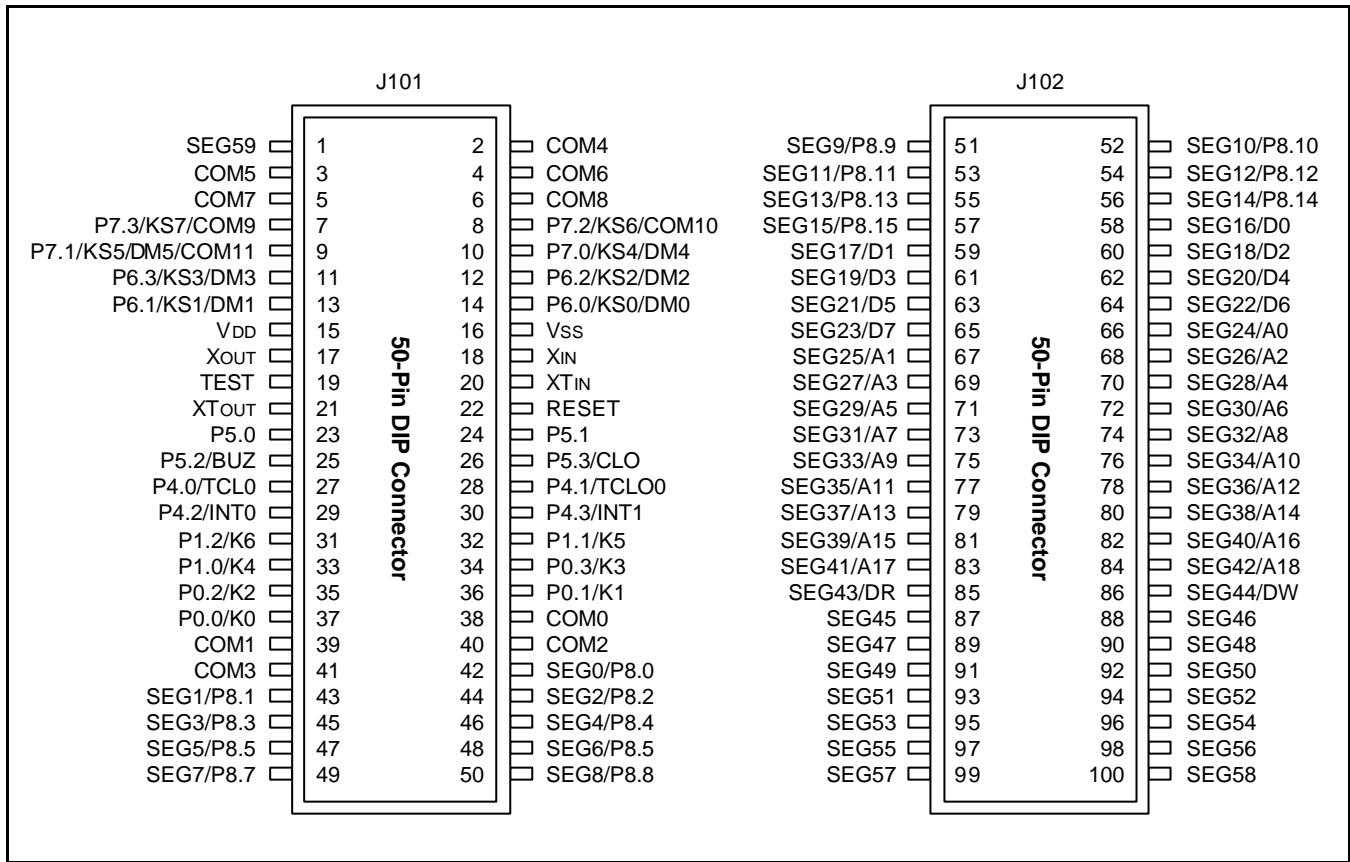 J101
SEG59 1 2 COM4
COM5 3 4 COM6
COM7 5 6 COM8
P7.3/KS7/COM9 7 8 P7.2/KS6/COM10
P7.1/KS5/DM5/COM11 9 10 P7.0/KS4/DM4
P6.3/KS3/DM3 11 12 P6.2/KS2/DM2
P6.1/KS1/DM1 13 14 P6.0/KS0/DM0
VDD 15 16 VSS
XOUT 17 18 XIN
TEST 19 20 XTIN
XTOUT 21 22 RESET
P5.0 23 24 P5.1
P5.2/BUZ 25 26 P5.3/CLO
P4.0/TCL0 27 28 P4.1/TCLO0
P4.2/INT0 29 30 P4.3/INT1
P1.2/K6 31 32 P1.1/K5
P1.0/K4 33 34 P0.3/K3
P0.2/K2 35 36 P0.1/K1
P0.0/K0 37 38 COM0
COM1 39 40 COM2
COM3 41 42 SEG0/P8.0
SEG1/P8.1 43 44 SEG2/P8.2
SEG3/P8.3 45 46 SEG4/P8.4
SEG5/P8.5 47 48 SEG6/P8.5
SEG7/P8.7 49 50 SEG8/P8.8
50-Pin DIP Connector
J102
SEG9/P8.9 51 52 SEG10/P8.10
SEG11/P8.11 53 54 SEG12/P8.12
SEG13/P8.13 55 56 SEG14/P8.14
SEG15/P8.15 57 58 SEG16/D0
SEG17/D1 59 60 SEG18/D2
SEG19/D3 61 62 SEG20/D4
SEG21/D5 63 64 SEG22/D6
SEG23/D7 65 66 SEG24/A0
SEG25/A1 67 68 SEG26/A2
SEG27/A3 69 70 SEG28/A4
SEG29/A5 71 72 SEG30/A6
SEG31/A7 73 74 SEG32/A8
SEG33/A9 75 76 SEG34/A10
SEG35/A11 77 78 SEG36/A12
SEG37/A13 79 80 SEG38/A14
SEG39/A15 81 82 SEG40/A16
SEG41/A17 83 84 SEG42/A18
SEG43/DR 85 86 SEG44/DW
SEG45 87 88 SEG46
SEG47 89 90 SEG48
SEG49 91 92 SEG50
SEG51 93 94 SEG52
SEG53 95 96 SEG54
SEG55 97 98 SEG56
SEG57 99 100 SEG58
50-Pin DIP Connector